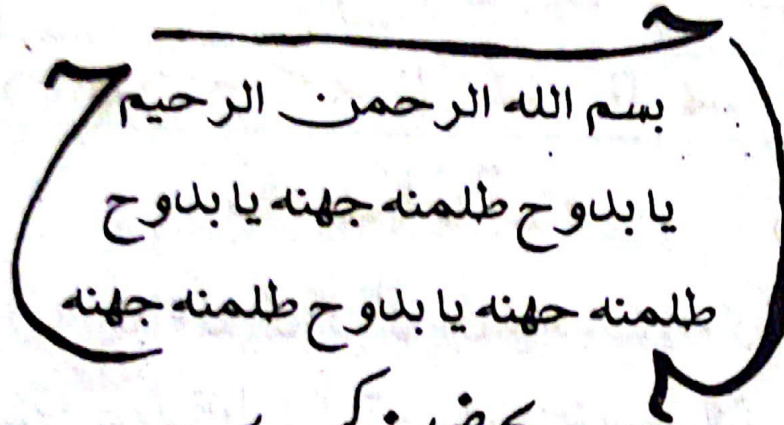 بسم الله الرحمن الرحيم
يا بدوح طلمنه جهنه يا بدوح
طلمنه حهنه يا بدوح طلمنه جهنه